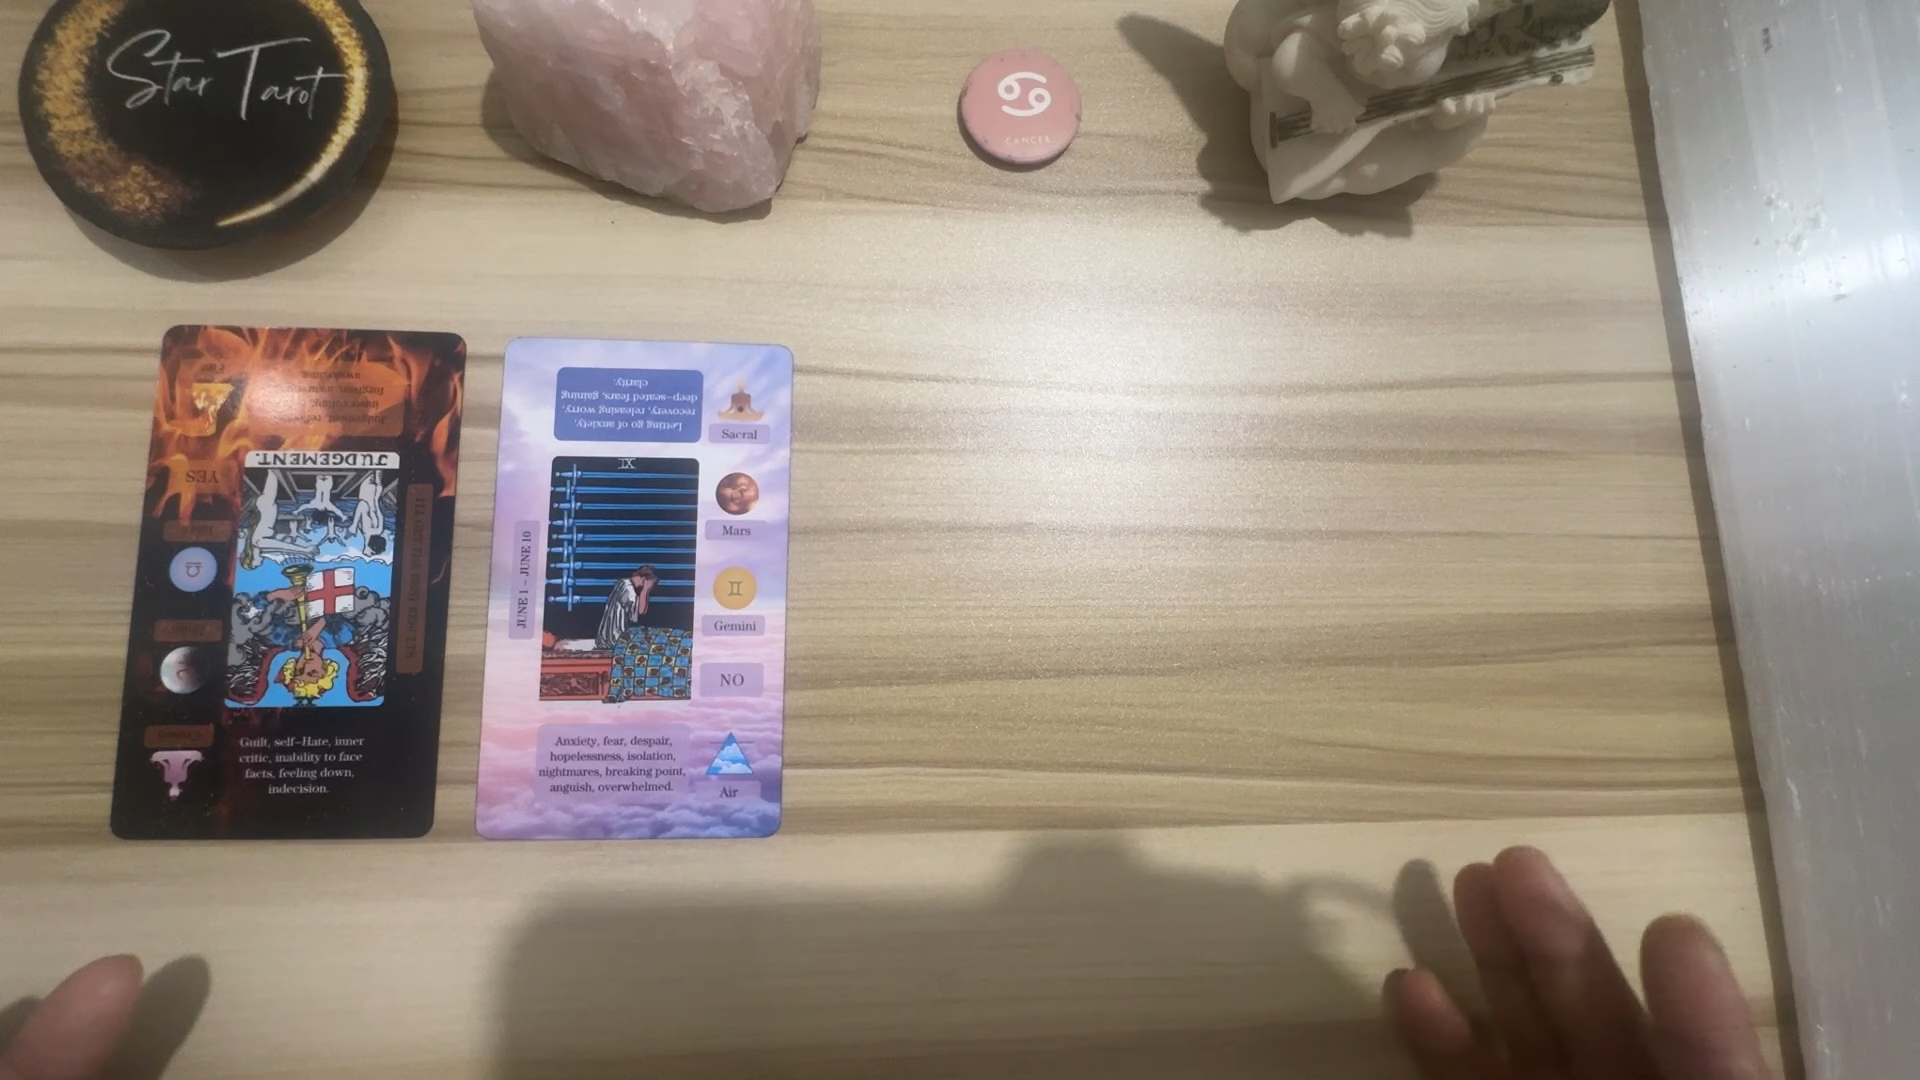 Star Tarot
CANCER
JUDGEMENT.
YES
Guilt, self-Hate, inner
critic, inability to face
facts, feeling down,
indecision.
Letting go of anxiety,
recovery, releasing worry,
deep-seated fears, gaining
clarity.
Sacral
IX
Mars
JUNE 1 - JUNE 10
Gemini
NO
Anxiety, fear, despair,
hopelessness, isolation,
nightmares, breaking point,
anguish, overwhelmed.
Air